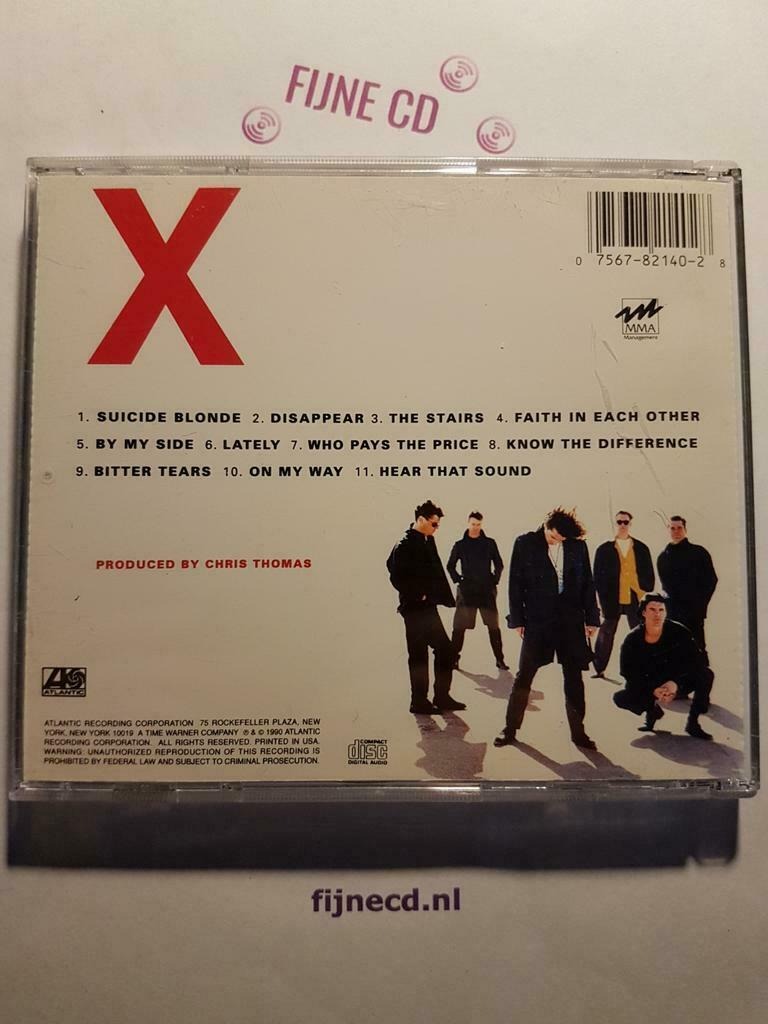 FIJNE CD
X
0 7567-82140-2 8
MMA
Management
1. SUICIDE BLONDE 2. DISAPPEAR 3. THE STAIRS 4. FAITH IN EACH OTHER
5. BY MY SIDE 6. LATELY 7. WHO PAYS THE PRICE 8. KNOW THE DIFFERENCE
9. BITTER TEARS 10. ON MY WAY 11. HEAR THAT SOUND
PRODUCED BY CHRIS THOMAS
ATLANTIC
ATLANTIC RECORDING CORPORATION 75 ROCKEFELLER PLAZA, NEW
YORK, NEW YORK 10019 A TIME WARNER COMPANY ℗ & © 1990 ATLANTIC
RECORDING CORPORATION. ALL RIGHTS RESERVED. PRINTED IN USA.
WARNING: UNAUTHORIZED REPRODUCTION OF THIS RECORDING IS
PROHIBITED BY FEDERAL LAW AND SUBJECT TO CRIMINAL PROSECUTION.
COMPACT
disc
DIGITAL AUDIO
fijnecd.nl